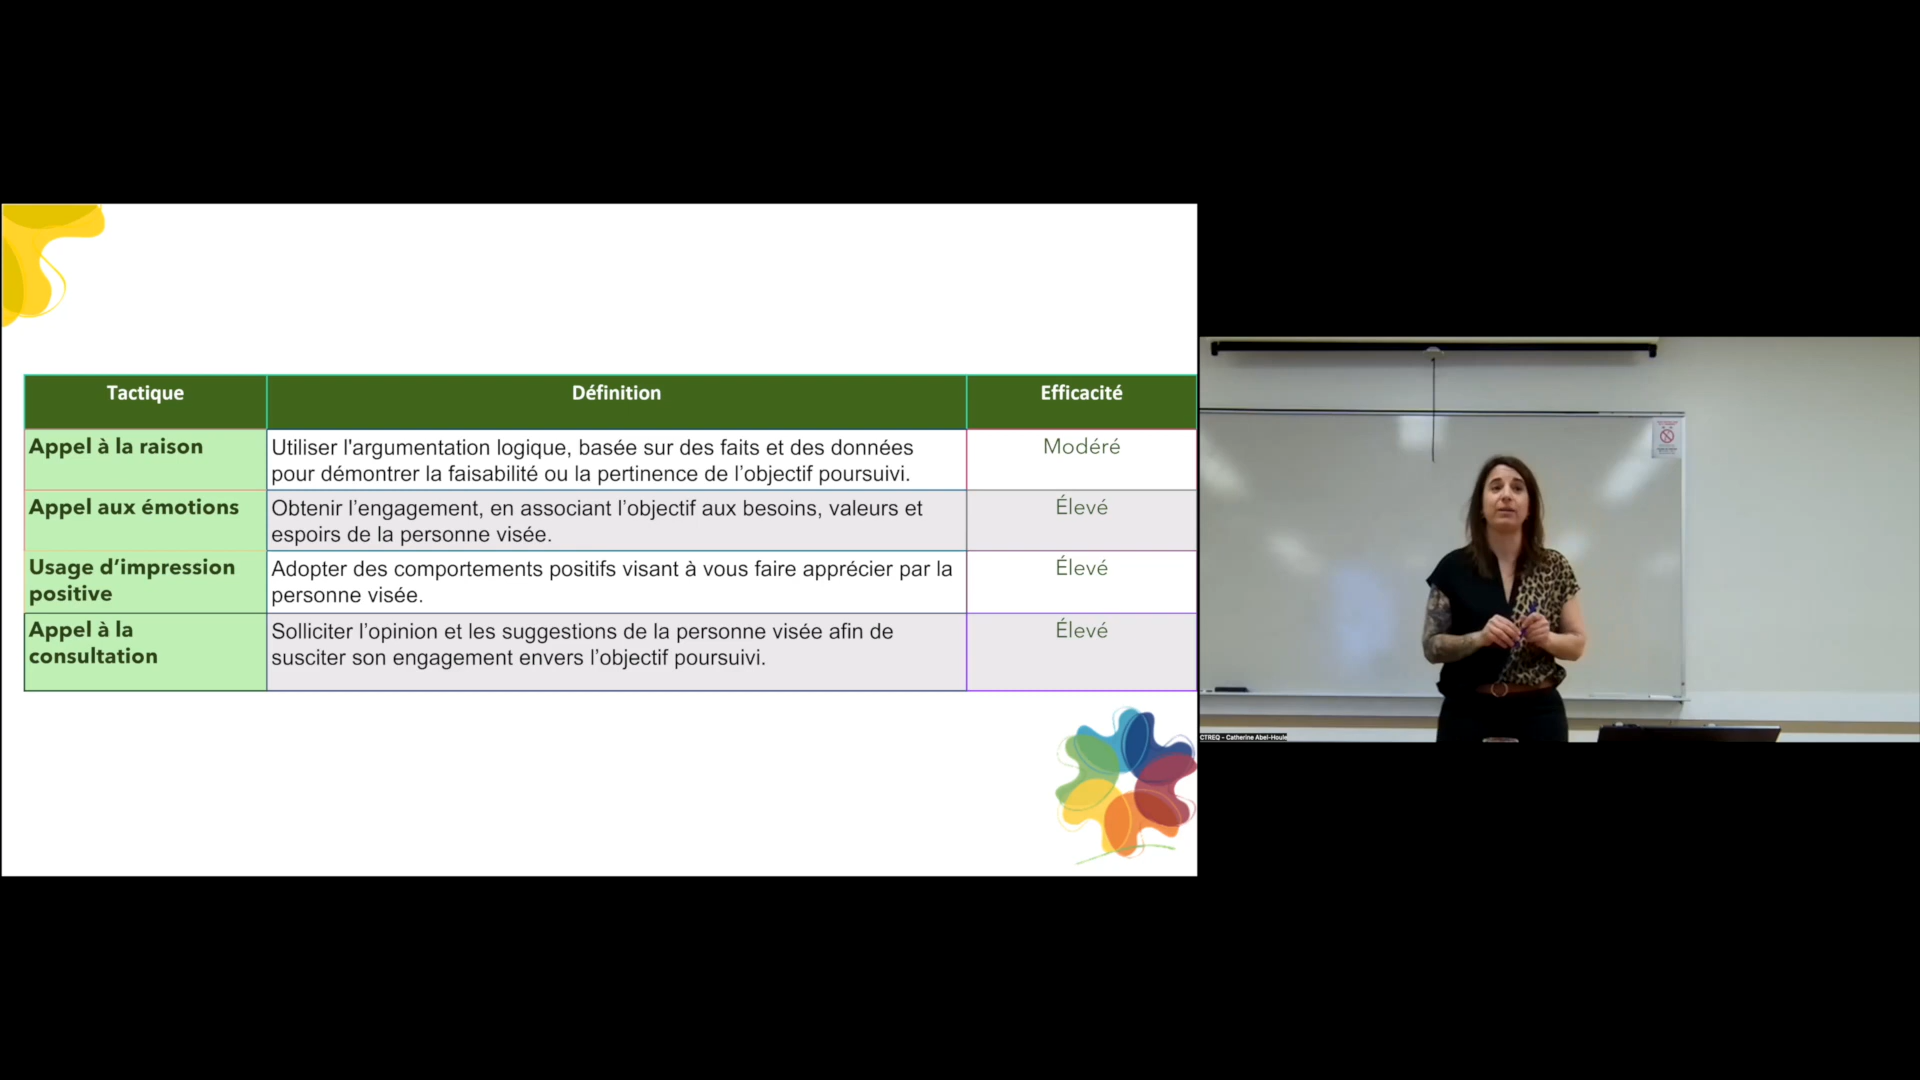 Tactique
Définition
Efficacité
Appel à la raison
Utiliser l'argumentation logique, basée sur des faits et des données
pour démontrer la faisabilité ou la pertinence de l’objectif poursuivi.
Modéré
Appel aux émotions
Obtenir l’engagement, en associant l’objectif aux besoins, valeurs et
espoirs de la personne visée.
Élevé
Usage d’impression
positive
Adopter des comportements positifs visant à vous faire apprécier par la
personne visée.
Élevé
Appel à la
consultation
Solliciter l’opinion et les suggestions de la personne visée afin de
susciter son engagement envers l’objectif poursuivi.
Élevé
CTREQ - Catherine Abel-Houle